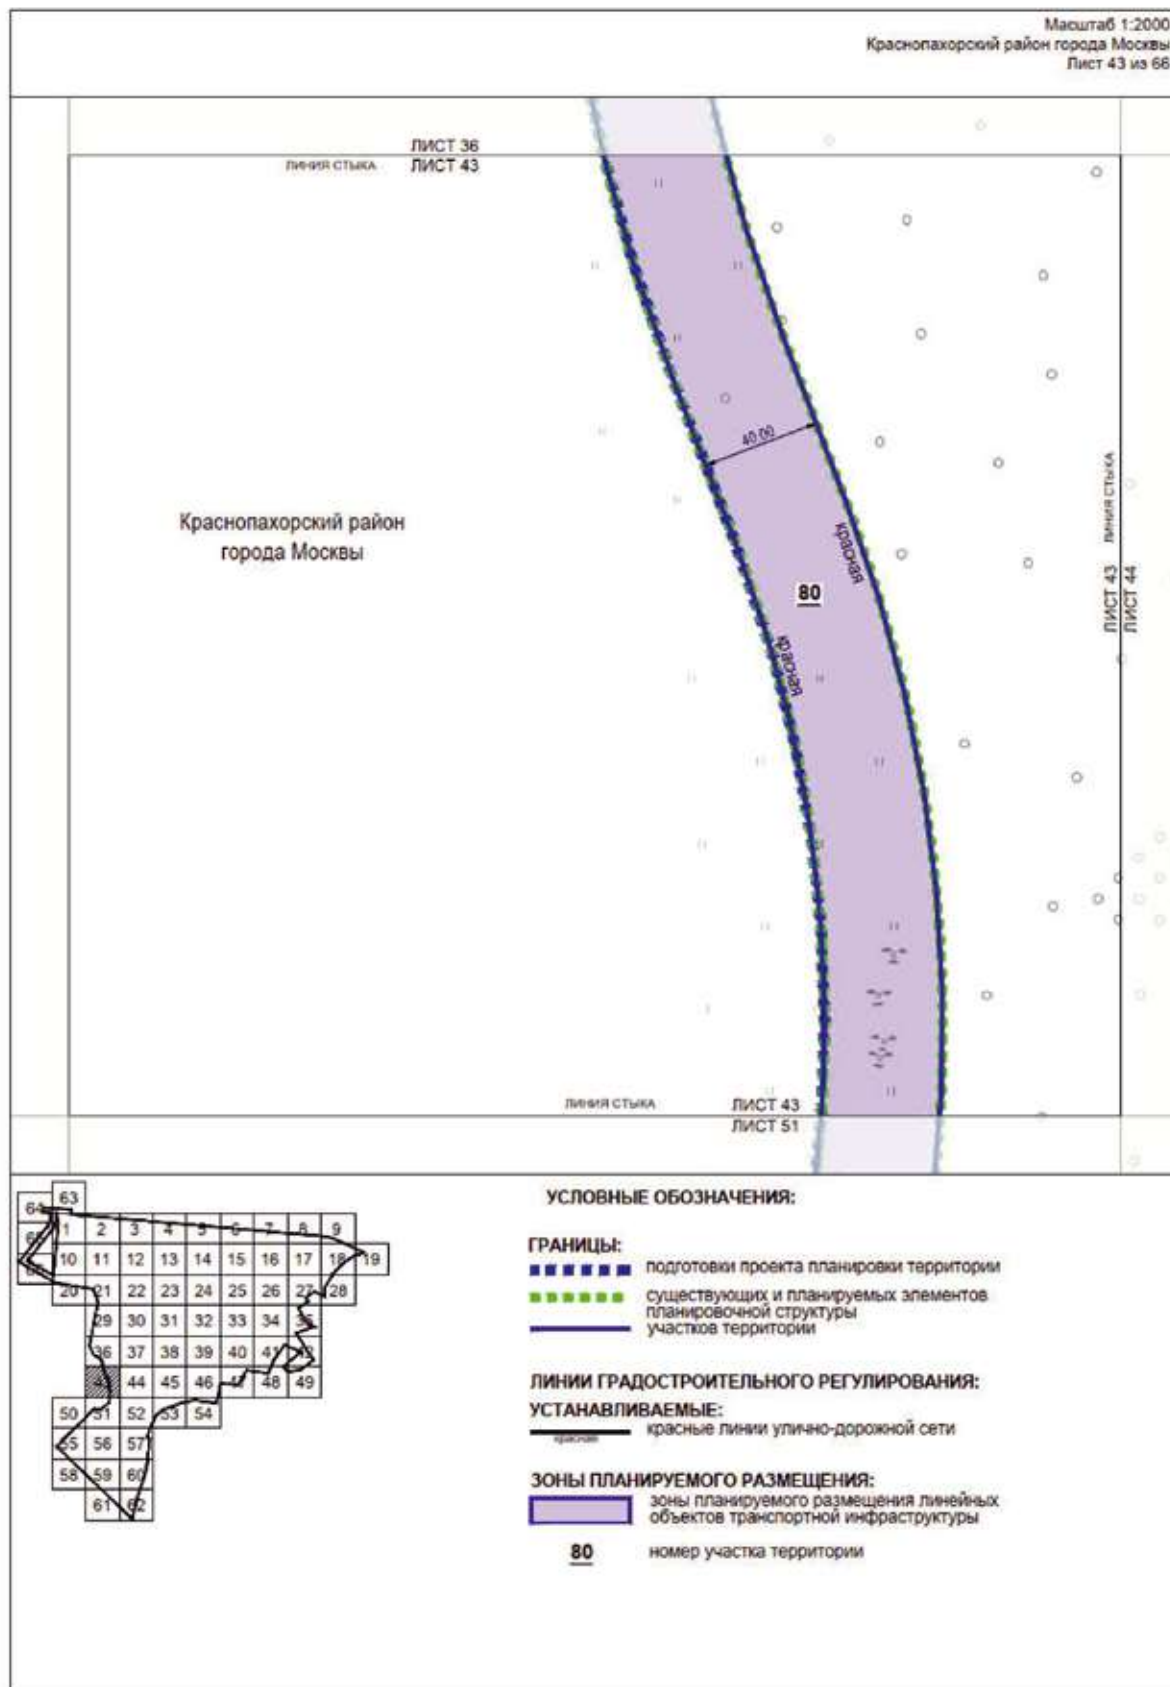 Масштаб 1:2000
Краснопахорский район города Москвы
Лист 43 из 66
ЛИСТ 36
ЛИНИЯ СТЫКА ЛИСТ 43
40.00
Краснопахорский район
города Москвы
красная
80
красная
ЛИНИЯ СТЫКА
ЛИСТ 43
ЛИСТ 44
ЛИНИЯ СТЫКА ЛИСТ 43
ЛИСТ 51
63
64
1 2 3 4 5 6 7 8 9
10 11 12 13 14 15 16 17 18 19
20 21 22 23 24 25 26 27 28
29 30 31 32 33 34 35
36 37 38 39 40 41 42
43 44 45 46 47 48 49
50 51 52 53 54
55 56 57
58 59 60
61 62
УСЛОВНЫЕ ОБОЗНАЧЕНИЯ:
ГРАНИЦЫ:
подготовки проекта планировки территории
существующих и планируемых элементов
планировочной структуры
участков территории
ЛИНИИ ГРАДОСТРОИТЕЛЬНОГО РЕГУЛИРОВАНИЯ:
УСТАНАВЛИВАЕМЫЕ:
красная
красные линии улично-дорожной сети
ЗОНЫ ПЛАНИРУЕМОГО РАЗМЕЩЕНИЯ:
зоны планируемого размещения линейных
объектов транспортной инфраструктуры
80 номер участка территории